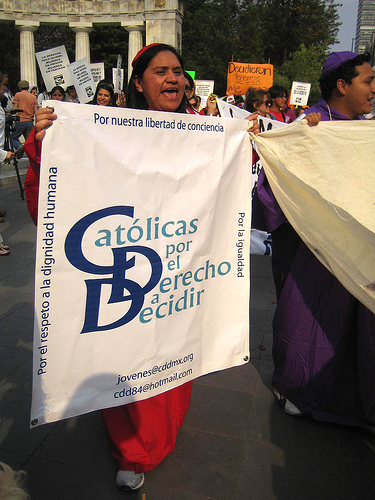 Por nuestra libertad de conciencia
Por el respeto a la dignidad humana
Católicas
por
el
Derecho
a
Decidir
Por la igualdad
jovenes@cddmx.org
cdd84@hotmail.com